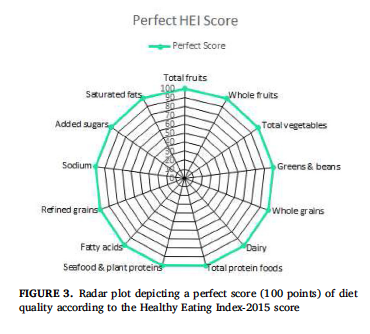 Perfect HEI Score
Perfect Score
Total fruits
Whole fruits
Total vegetables
Greens & beans
Whole grains
Dairy
Total protein foods
Seafood & plant proteins
Fatty acids
Refined grains
Sodium
Added sugars
Saturated fats
100
90
80
70
60
50
40
30
20
10
0
FIGURE 3. Radar plot depicting a perfect score (100 points) of diet
quality according to the Healthy Eating Index-2015 score